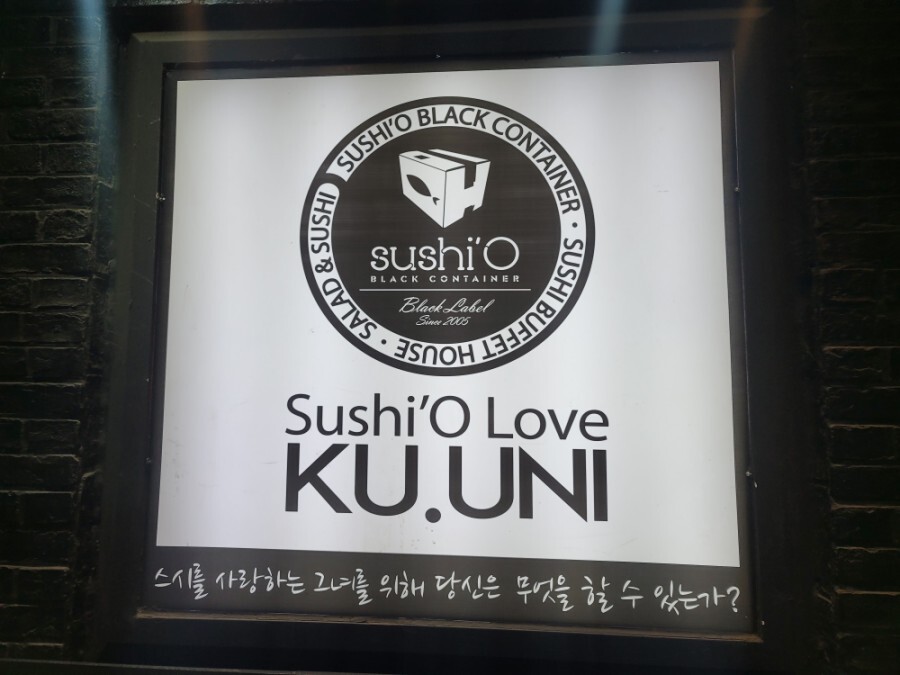 SUSHI'O BLACK CONTAINER · SUSHI BUFFET HOUSE · SALAD & SUSHI
sushi'O
BLACK CONTAINER
Black Label
Since 2005
Sushi'O Love
KU.UNI
스시를 사랑하는 그녀를 위해 당신은 무엇을 할 수 있는가?